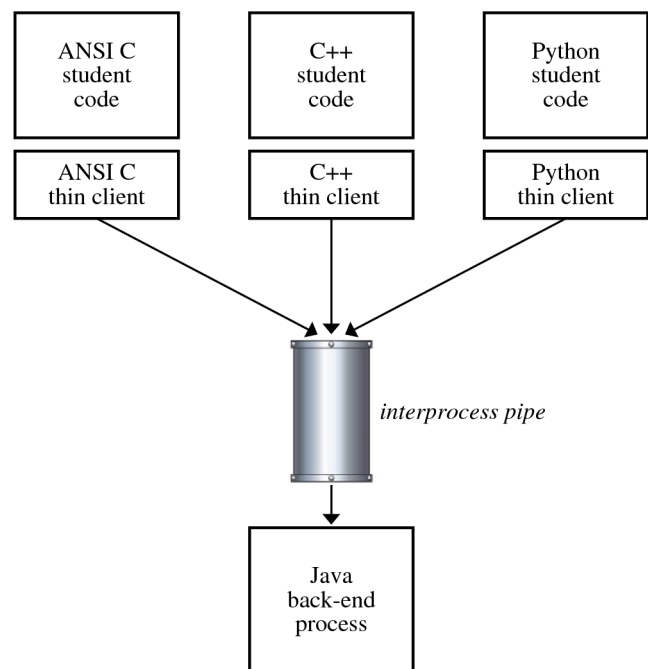 ANSI C
student
code
C++
student
code
Python
student
code
ANSI C
thin client
C++
thin client
Python
thin client
interprocess pipe
Java
back-end
process